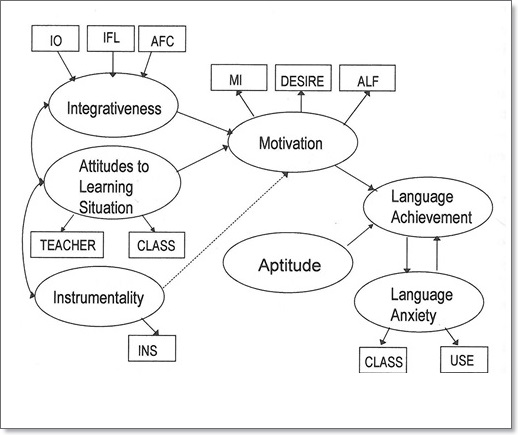 IO
IFL
AFC
MI
DESIRE
ALF
Integrativeness
Motivation
Attitudes to
Learning
Situation
Language
Achievement
TEACHER
CLASS
Aptitude
Instrumentality
Language
Anxiety
INS
CLASS
USE